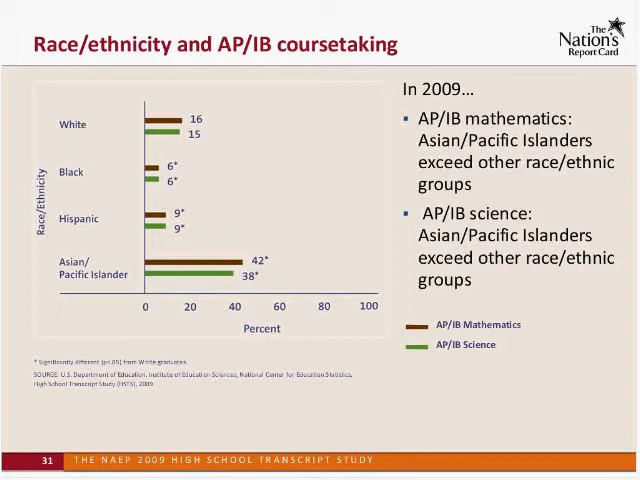 Race/ethnicity and AP/IB coursetaking
The
Nation's
Report Card
Race/Ethnicity
White
16
15
Black
6*
6*
Hispanic
9*
9*
Asian/
Pacific Islander
42*
38*
0 20 40 60 80 100
Percent
In 2009...
▪ AP/IB mathematics:
Asian/Pacific Islanders
exceed other race/ethnic
groups
▪ AP/IB science:
Asian/Pacific Islanders
exceed other race/ethnic
groups
AP/IB Mathematics
AP/IB Science
* Significantly different (p<.05) from White graduates.
SOURCE: U.S. Department of Education, Institute of Education Sciences, National Center for Education Statistics,
High School Transcript Study (HSTS), 2009
31 THE NAEP 2009 HIGH SCHOOL TRANSCRIPT STUDY